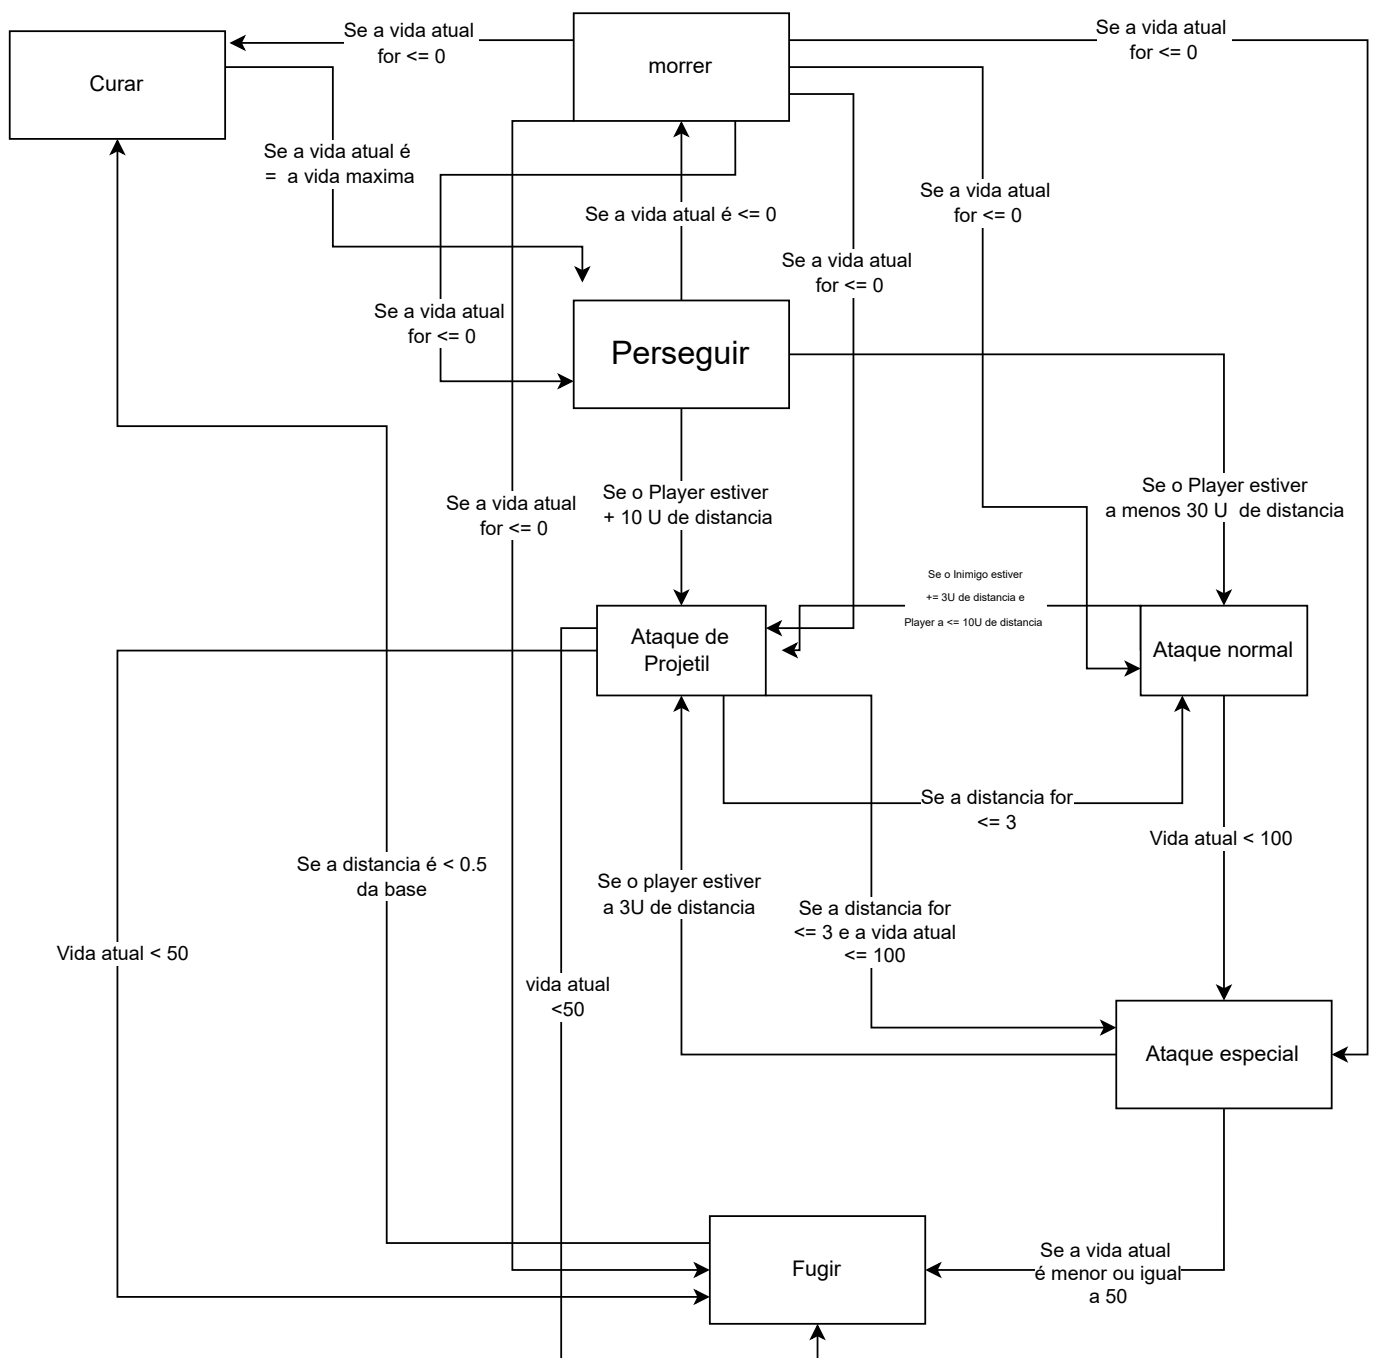 Se a vida atual
for <= 0
Se a vida atual
for <= 0
Curar
morrer
Se a vida atual é
=  a vida maxima
Se a vida atual
for <= 0
Se a vida atual é <= 0
Se a vida atual
for <= 0
Se a vida atual
for <= 0
Perseguir
Se a vida atual
for <= 0
Se o Player estiver
+ 10 U de distancia
Se o Player estiver
a menos 30 U  de distancia
Se o Inimigo estiver
+= 3U de distancia e
Player a <= 10U de distancia
Ataque de
Projetil
Ataque normal
Se a distancia for
<= 3
Vida atual < 100
Se a distancia é < 0.5
da base
Se o player estiver
a 3U de distancia
Se a distancia for
<= 3 e a vida atual
<= 100
Vida atual < 50
vida atual
<50
Ataque especial
Se a vida atual
é menor ou igual
a 50
Fugir